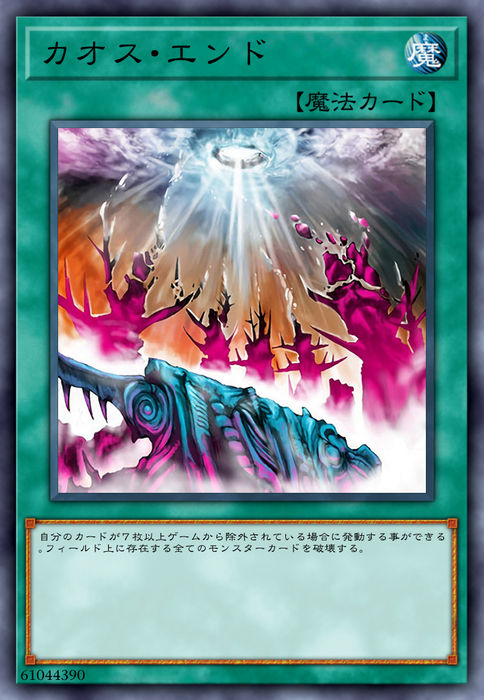 カオス・エンド
魔
【魔法カード】
自分のカードが７枚以上ゲームから除外されている場合に発動する事ができる
。フィールド上に存在する全てのモンスターカードを破壊する。
61044390